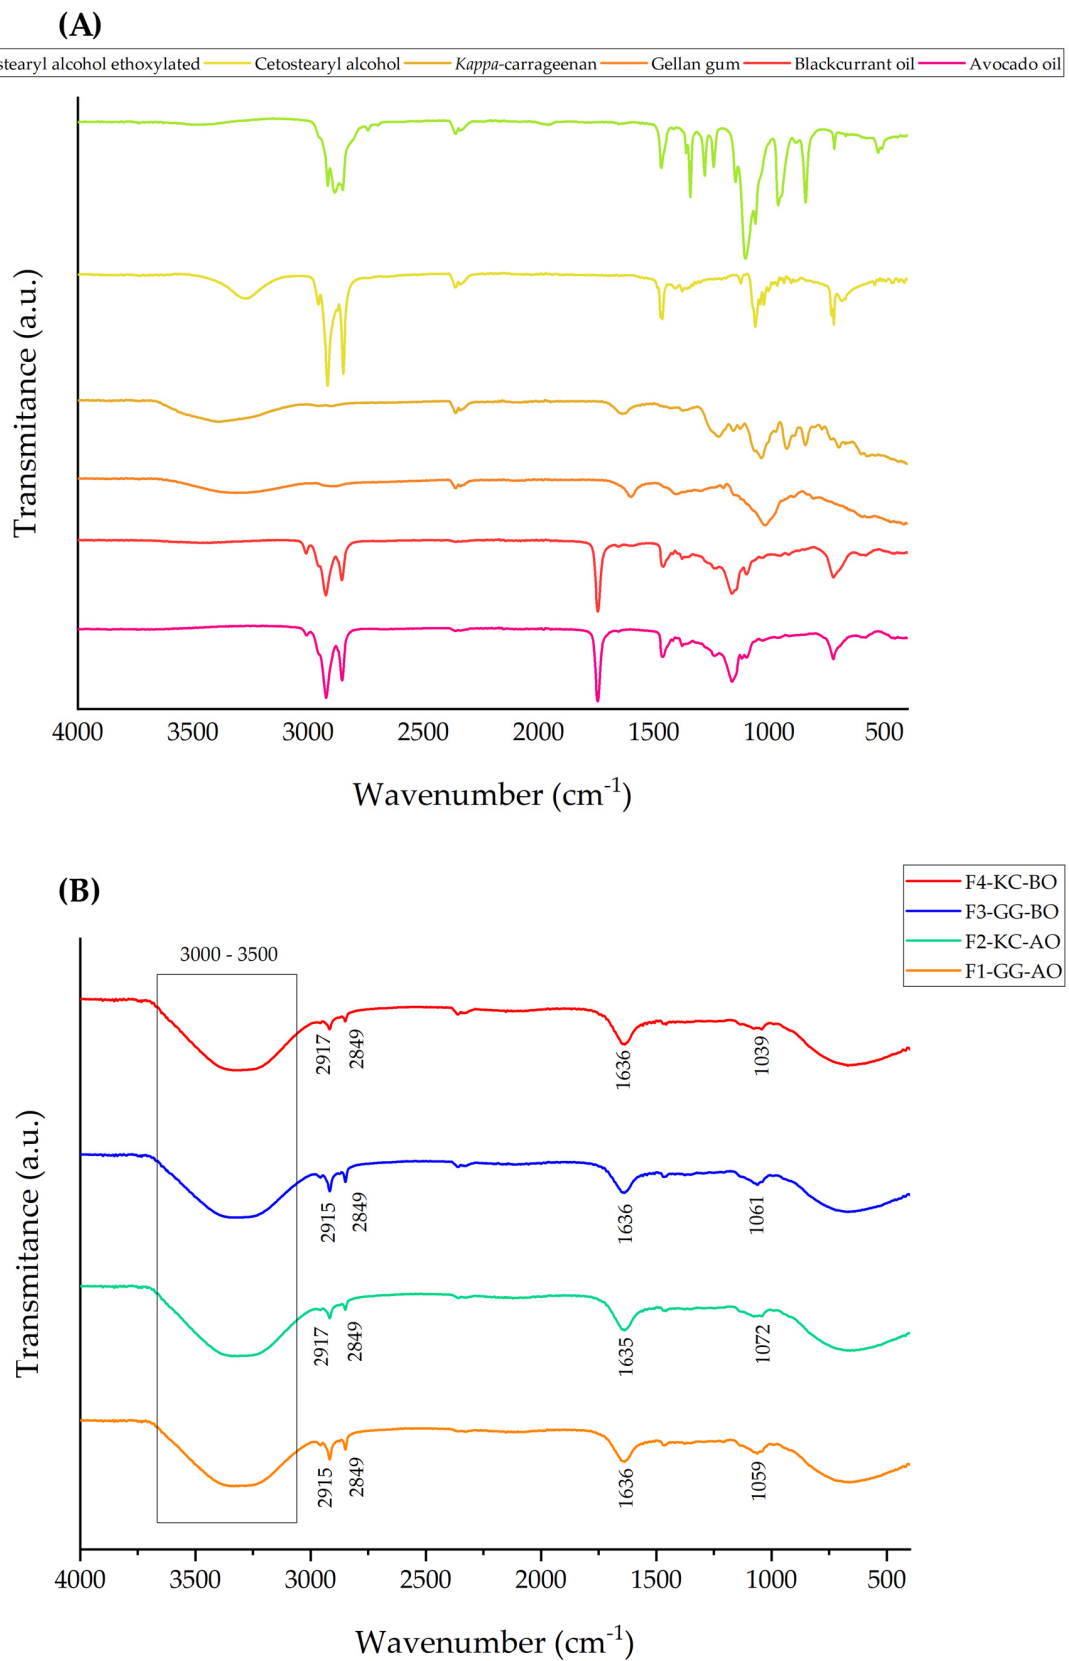 (A)
stearyl alcohol ethoxylated Cetostearyl alcohol Kappa-carrageenan Gellan gum Blackcurrant oil Avocado oil
Transmitance (a.u.)
4000 3500 3000 2500 2000 1500 1000 500
Wavenumber (cm-1)
(B)
F4-KC-BO
F3-GG-BO
F2-KC-AO
F1-GG-AO
3000 - 3500
2917 2849 1636 1039
2915 2849 1636 1061
2917 2849 1635 1072
2915 2849 1636 1059
Transmitance (a.u.)
4000 3500 3000 2500 2000 1500 1000 500
Wavenumber (cm-1)